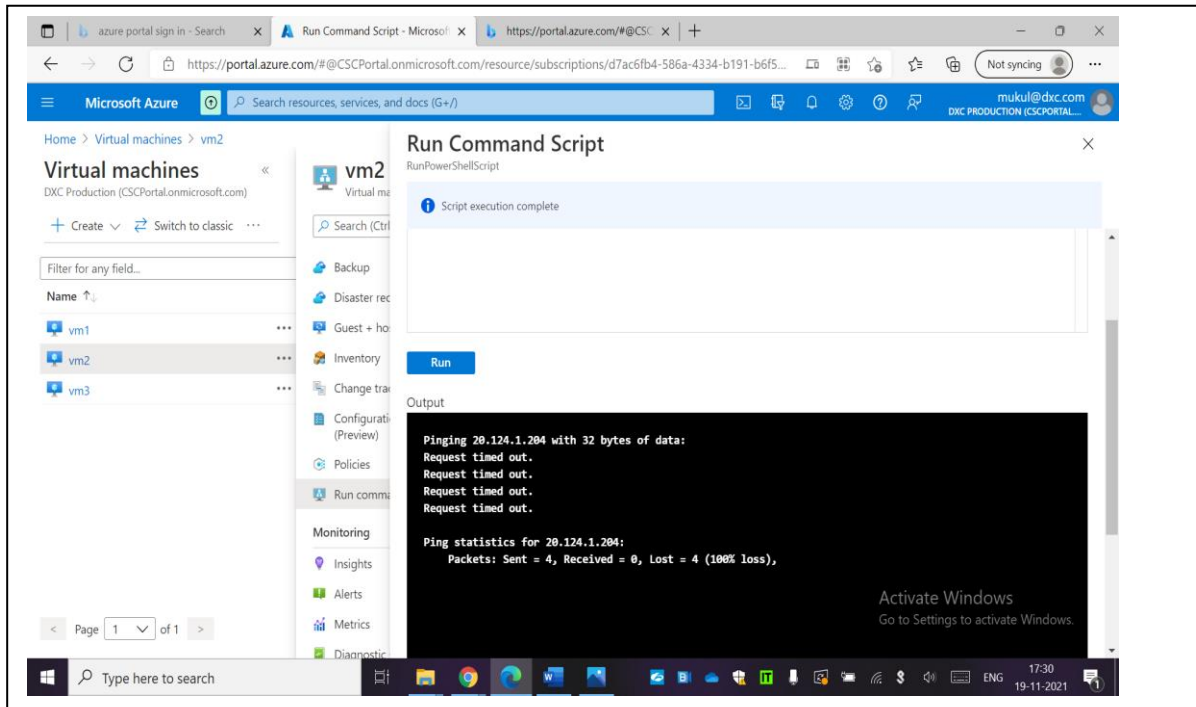 azure portal sign in - Search
Run Command Script - Microsof
https://portal.azure.com/#@CSC
https://portal.azure.com/#@CSCPortal.onmicrosoft.com/resource/subscriptions/d7ac6fb4-586a-4334-b191-b6f5...
Not syncing
Microsoft Azure
Search resources, services, and docs (G+/)
mukul@dxc.com
DXC PRODUCTION (CSCPORTAL....
Home > Virtual machines > vm2
Virtual machines
DXC Production (CSCPortal.onmicrosoft.com)
+ Create
Switch to classic
Filter for any field...
Name
vm1
vm2
vm3
< Page 1 of 1 >
vm2
Virtual ma
Search (Ctrl
Backup
Disaster rec
Guest + ho
Inventory
Change tra
Configurati
(Preview)
Policies
Run comma
Monitoring
Insights
Alerts
Metrics
Diagnostic
Run Command Script
RunPowerShellScript
Script execution complete
Run
Output
Pinging 20.124.1.204 with 32 bytes of data:
Request timed out.
Request timed out.
Request timed out.
Request timed out.
Ping statistics for 20.124.1.204:
Packets: Sent = 4, Received = 0, Lost = 4 (100% loss),
Activate Windows
Go to Settings to activate Windows.
Type here to search
ENG
17:30
19-11-2021